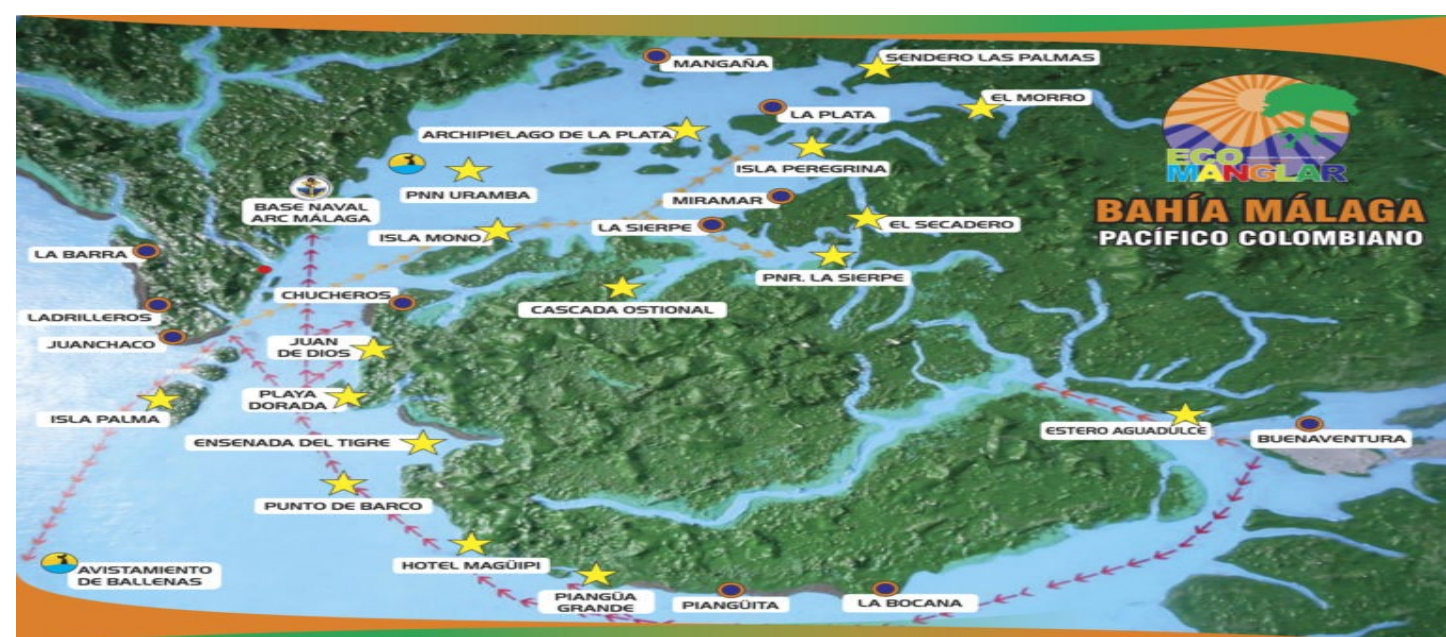 MANGAÑA
SENDERO LAS PALMAS
EL MORRO
LA PLATA
ARCHIPIELAGO DE LA PLATA
ISLA PEREGRINA
ECO
MANGLAR
PNN URAMBA
BASE NAVAL
ARC MÁLAGA
MIRAMAR
BAHÍA MÁLAGA
PACÍFICO COLOMBIANO
ISLA MONO
LA SIERPE
EL SECADERO
LA BARRA
PNR. LA SIERPE
CHUCHEROS
CASCADA OSTIONAL
LADRILLEROS
JUANCHACO
JUAN
DE DIOS
PLAYA
DORADA
ISLA PALMA
ENSENADA DEL TIGRE
ESTERO AGUADULCE
BUENAVENTURA
PUNTO DE BARCO
HOTEL MAGÜIPI
AVISTAMIENTO
DE BALLENAS
PIANGÜA
GRANDE
PIANGÜITA
LA BOCANA